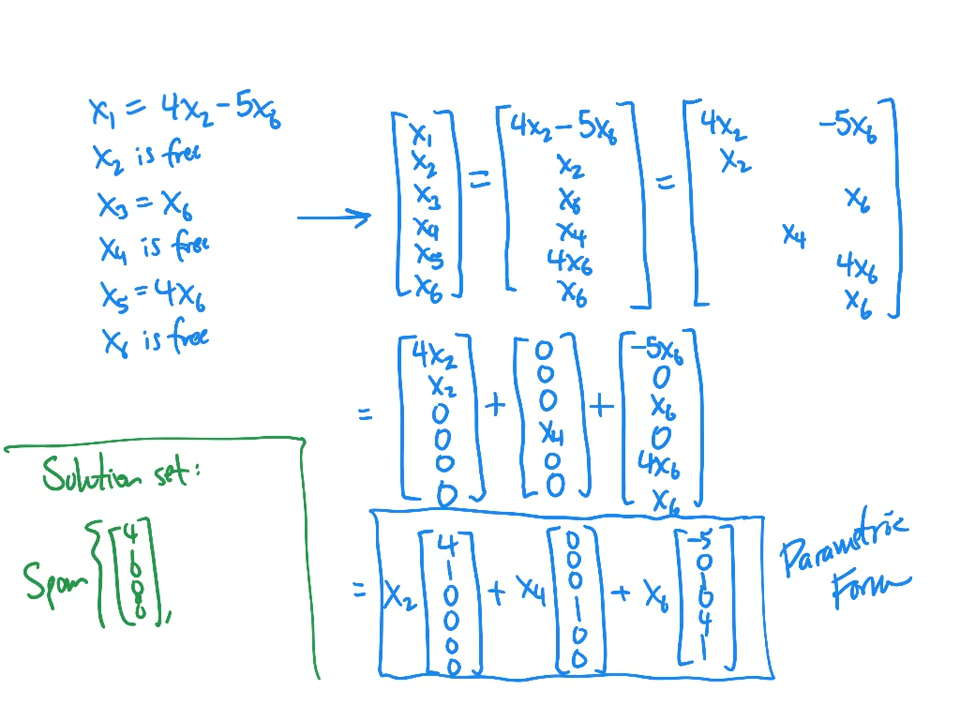 x₁ = 4x₂ - 5x₆
x₂ is free
x₃ = x₆
x₄ is free
x₅ = 4x₆
x₆ is free
→
[x₁ x₂ x₃ x₄ x₅ x₆] = [4x₂ - 5x₆ x₂ x₆ x₄ 4x₆ x₆] = [4x₂ -5x₆ x₂ x₆ x₄ 4x₆ x₆]
= [4x₂ x₂ 0 0 0 0] + [0 0 0 x₄ 0 0] + [-5x₆ 0 x₆ 0 4x₆ x₆]
= x₂ [4 1 0 0 0 0] + x₄ [0 0 0 1 0 0] + x₆ [-5 0 1 0 4 1]
Parametric
Form
Solution set:
Span { [4 1 0 0 0 0],